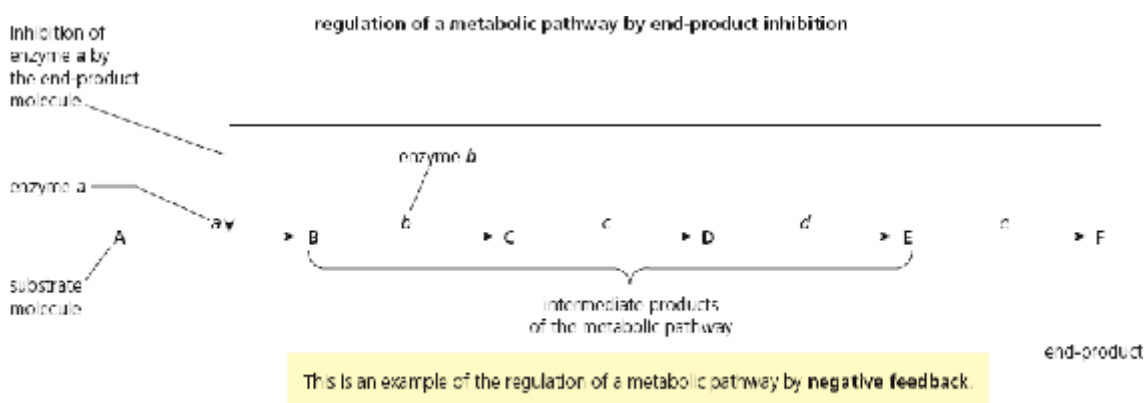 regulation of a metabolic pathway by end-product inhibition
inhibition of
enzyme a by
the end-product
molecule
enzyme b
enzyme a
a b c d e
A B C D E F
substrate
molecule
intermediate products
of the metabolic pathway
end-product
This is an example of the regulation of a metabolic pathway by negative feedback.